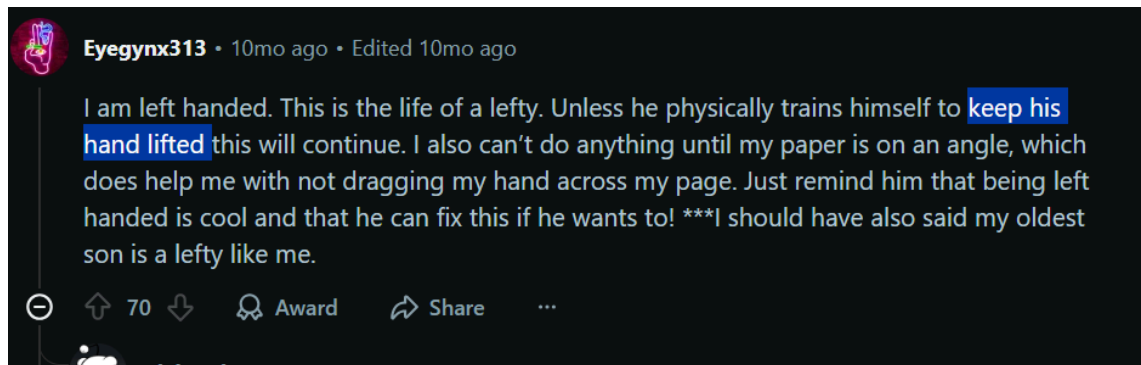 Eyegynx313 • 10mo ago • Edited 10mo ago
I am left handed. This is the life of a lefty. Unless he physically trains himself to keep his
hand lifted this will continue. I also can’t do anything until my paper is on an angle, which
does help me with not dragging my hand across my page. Just remind him that being left
handed is cool and that he can fix this if he wants to! ***I should have also said my oldest
son is a lefty like me.
70 Award Share ···